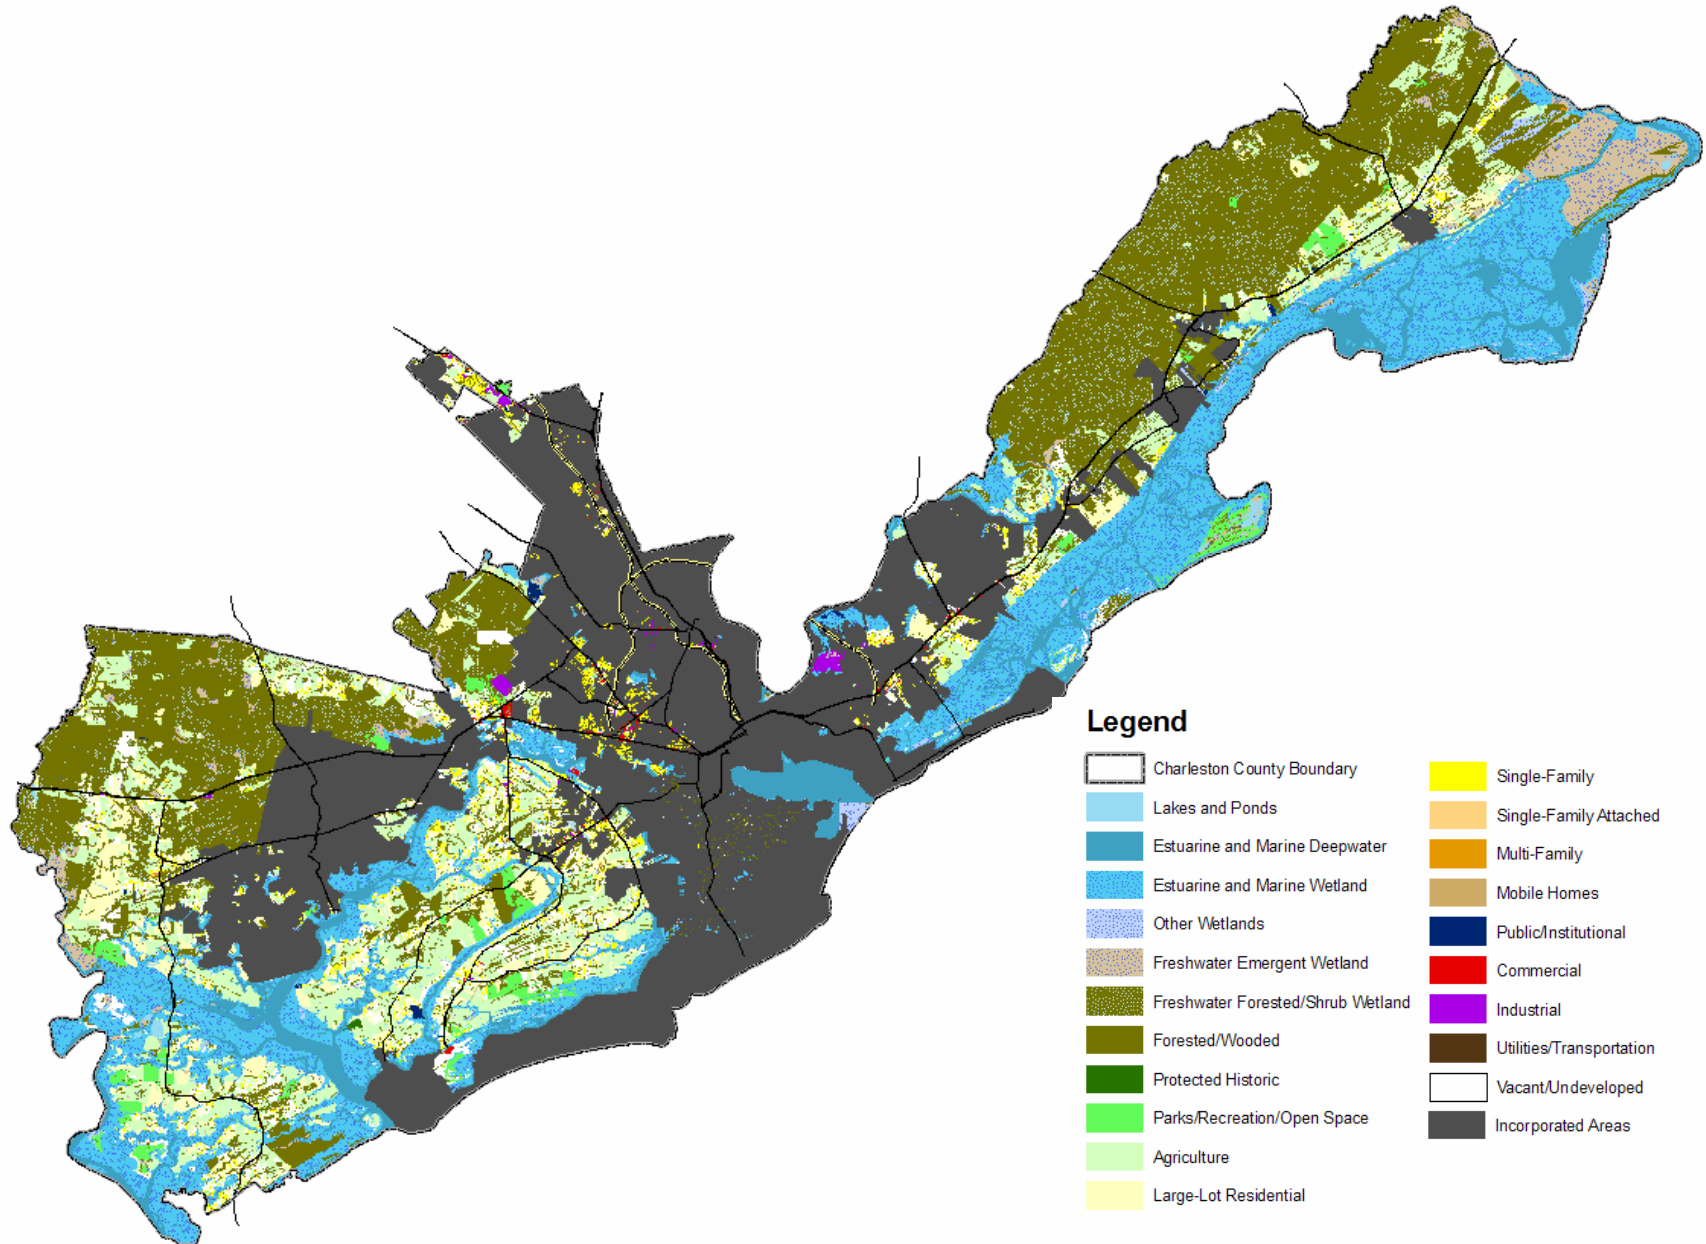 Legend
Charleston County Boundary
Lakes and Ponds
Estuarine and Marine Deepwater
Estuarine and Marine Wetland
Other Wetlands
Freshwater Emergent Wetland
Freshwater Forested/Shrub Wetland
Forested/Wooded
Protected Historic
Parks/Recreation/Open Space
Agriculture
Large-Lot Residential
Single-Family
Single-Family Attached
Multi-Family
Mobile Homes
Public/Institutional
Commercial
Industrial
Utilities/Transportation
Vacant/Undeveloped
Incorporated Areas